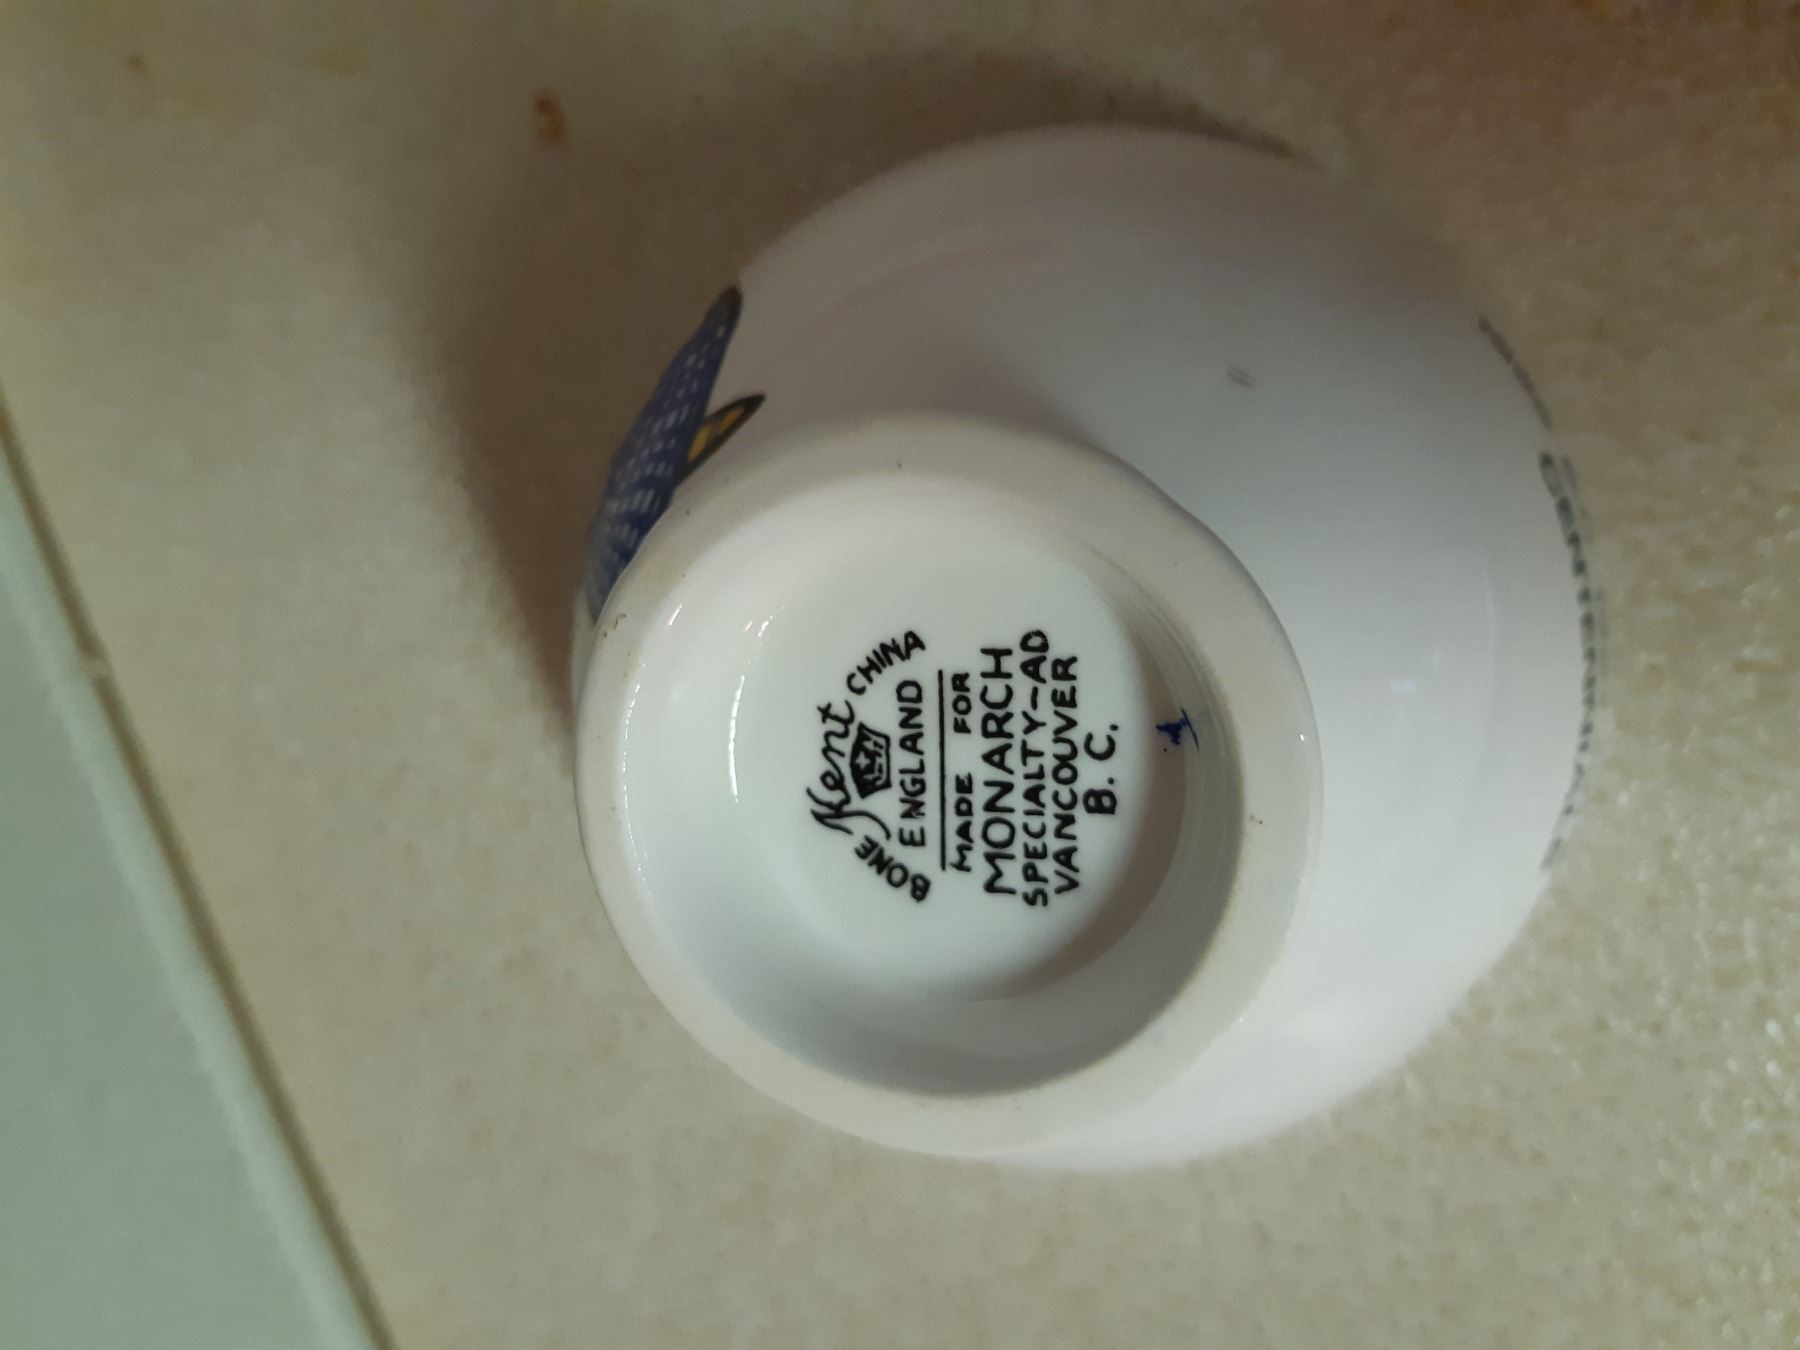 BONE Kent CHINA
ENGLAND
MADE FOR
MONARCH
SPECIALTY-AD
VANCOUVER
B.C.